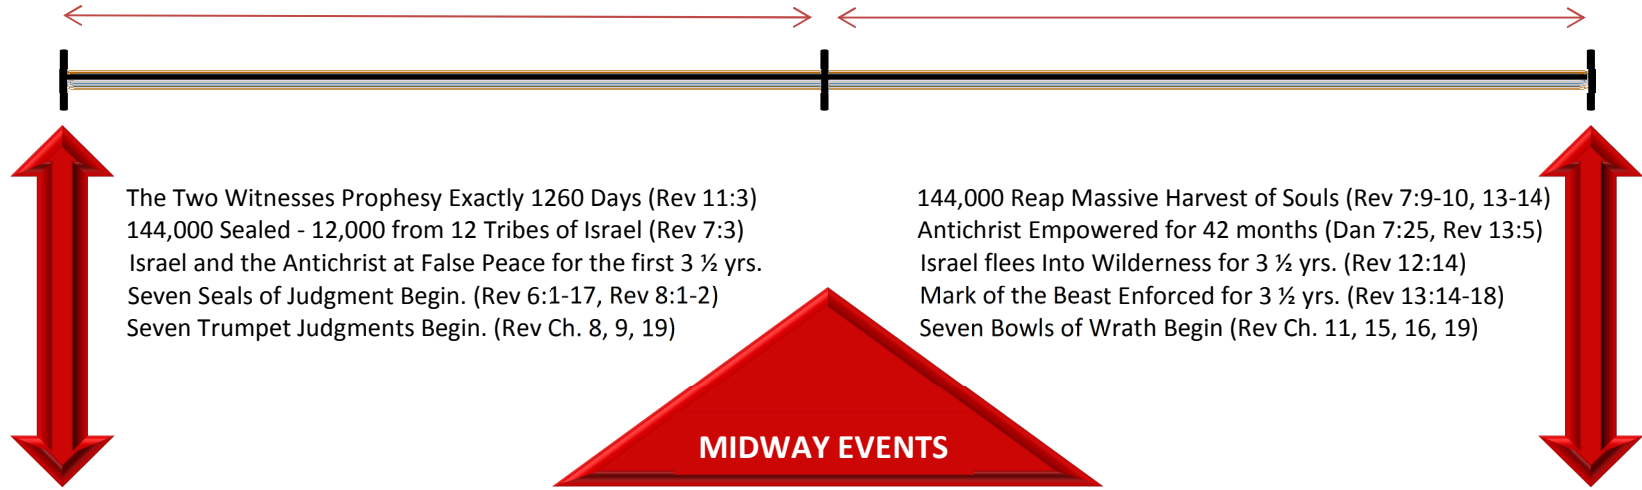 The Two Witnesses Prophesy Exactly 1260 Days (Rev 11:3)
144,000 Sealed - 12,000 from 12 Tribes of Israel (Rev 7:3)
Israel and the Antichrist at False Peace for the first 3 ½ yrs.
Seven Seals of Judgment Begin. (Rev 6:1-17, Rev 8:1-2)
Seven Trumpet Judgments Begin. (Rev Ch. 8, 9, 19)
144,000 Reap Massive Harvest of Souls (Rev 7:9-10, 13-14)
Antichrist Empowered for 42 months (Dan 7:25, Rev 13:5)
Israel flees Into Wilderness for 3 ½ yrs. (Rev 12:14)
Mark of the Beast Enforced for 3 ½ yrs. (Rev 13:14-18)
Seven Bowls of Wrath Begin (Rev Ch. 11, 15, 16, 19)
MIDWAY EVENTS